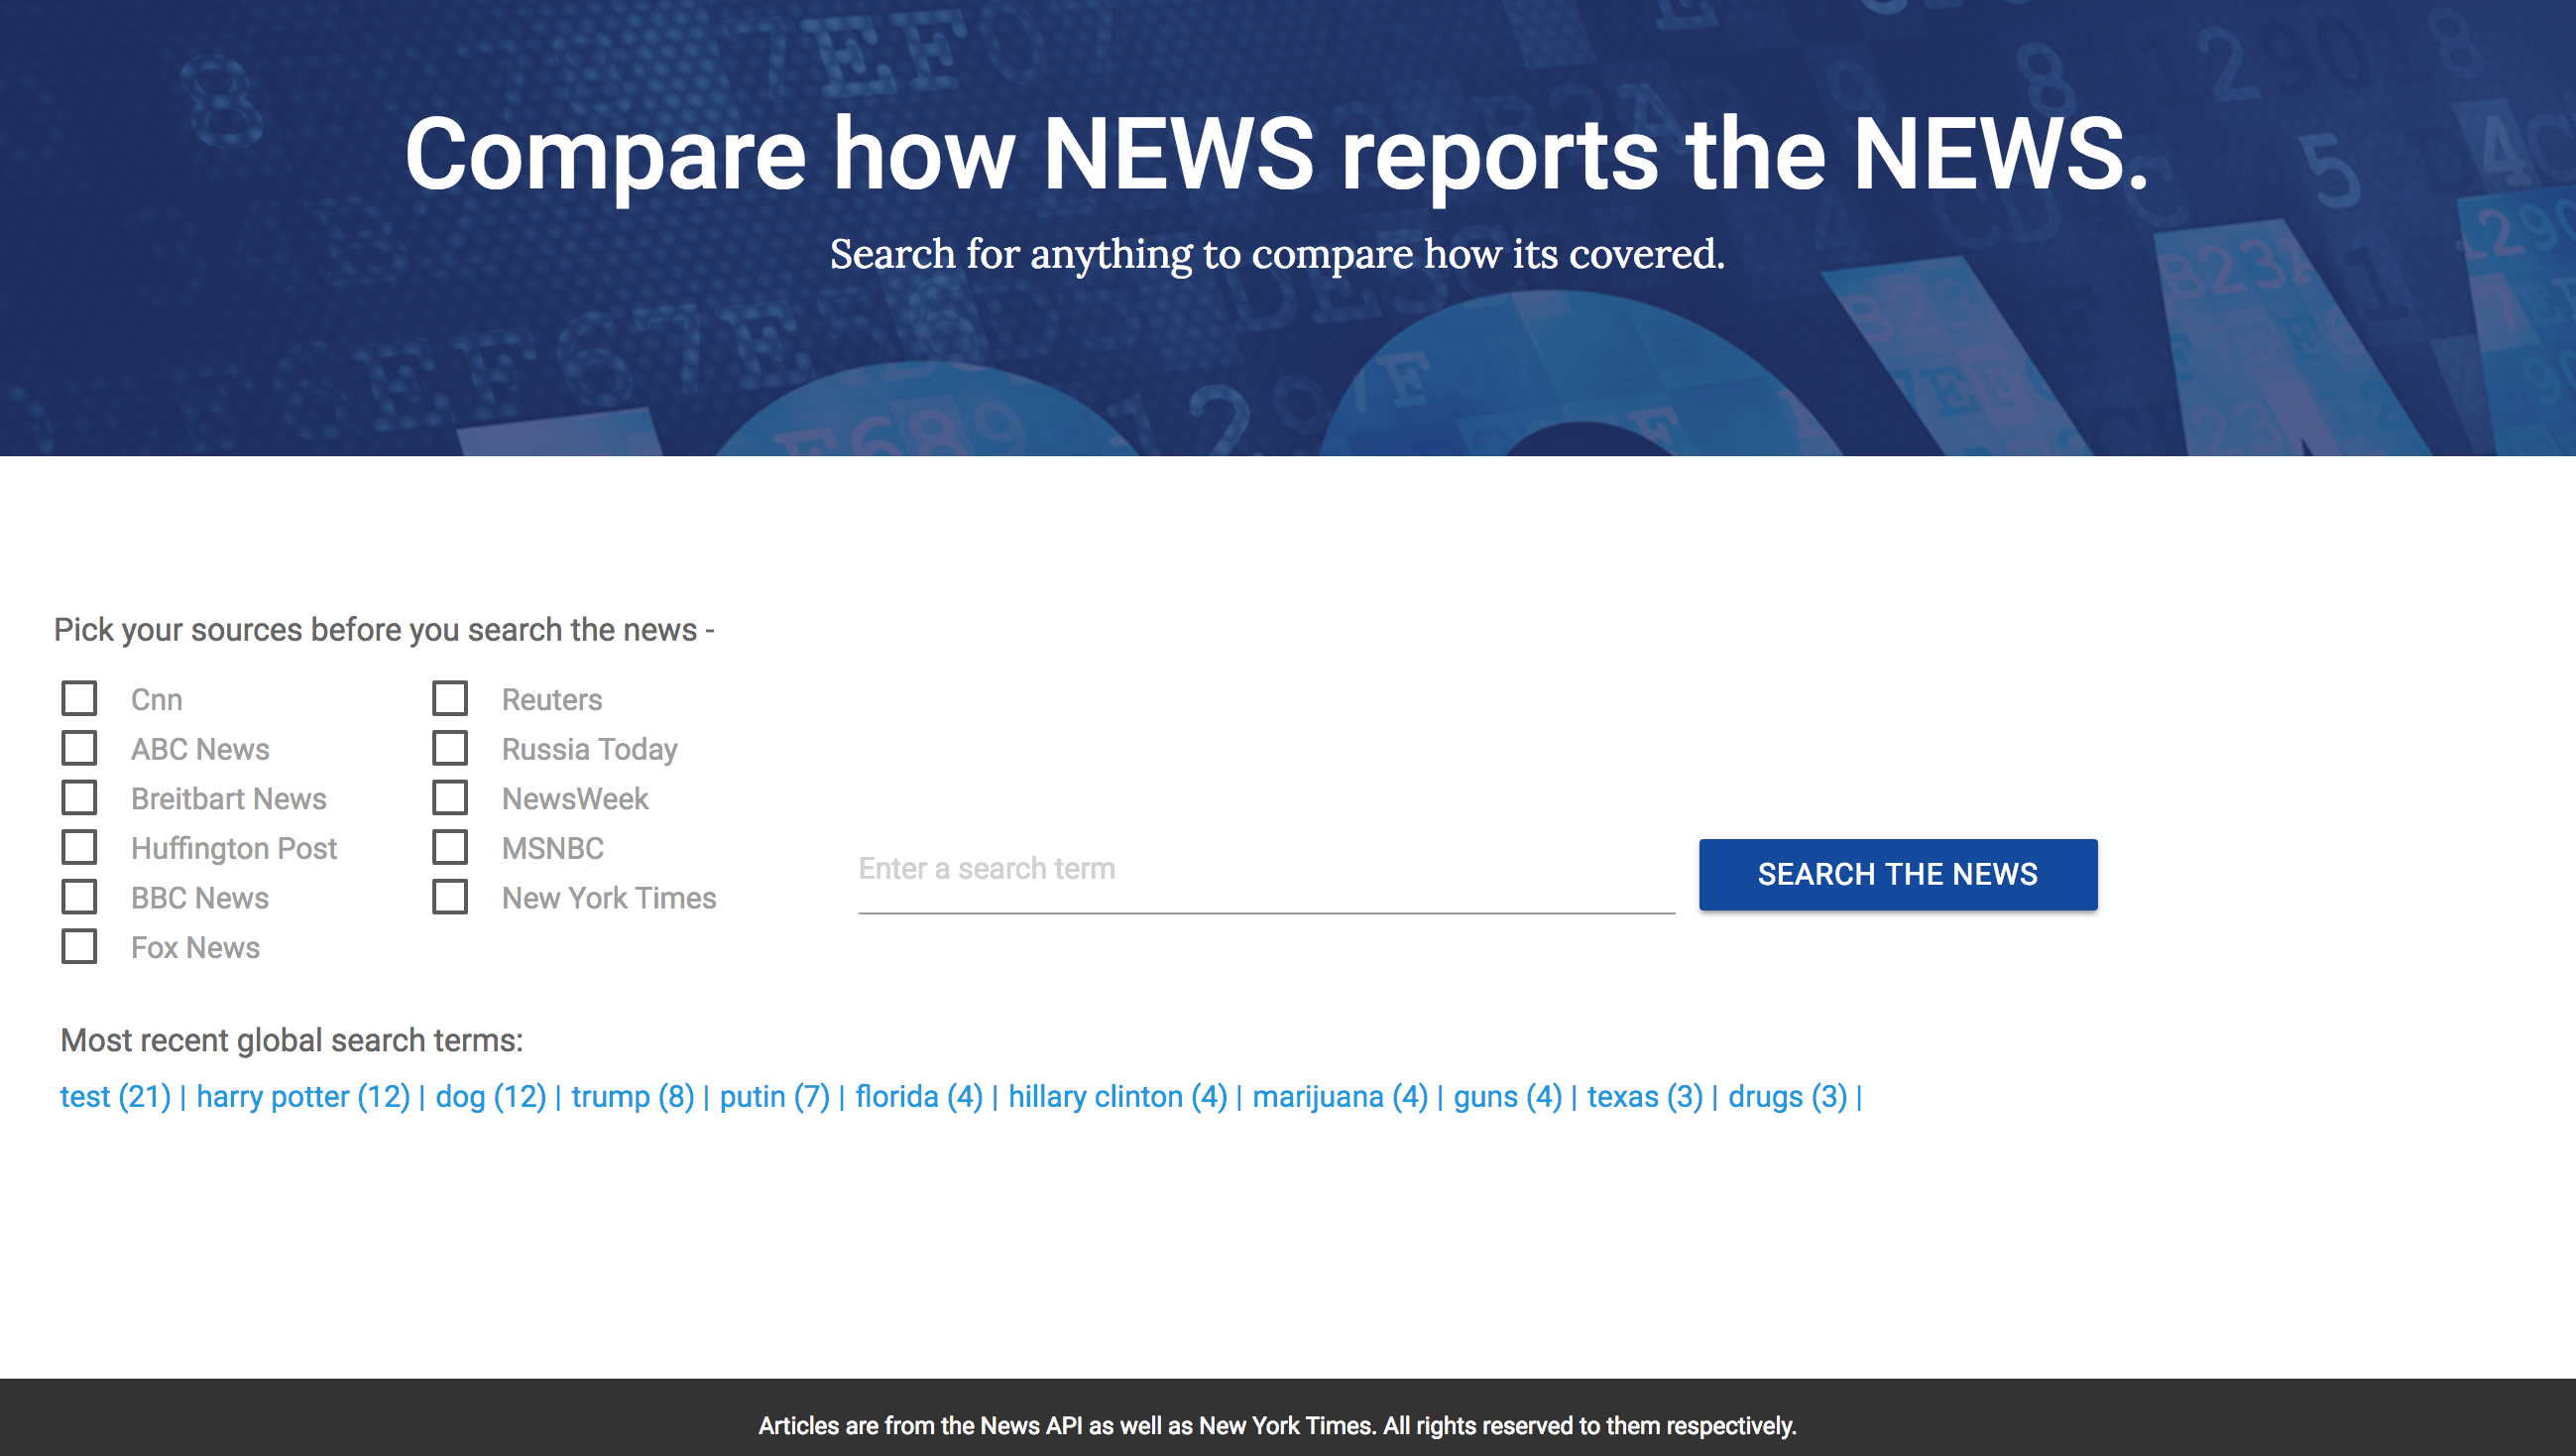 Compare how NEWS reports the NEWS.
Search for anything to compare how its covered.
Pick your sources before you search the news -
Cnn
ABC News
Breitbart News
Huffington Post
BBC News
Fox News
Reuters
Russia Today
NewsWeek
MSNBC
New York Times
Enter a search term
SEARCH THE NEWS
Most recent global search terms:
test (21) | harry potter (12) | dog (12) | trump (8) | putin (7) | florida (4) | hillary clinton (4) | marijuana (4) | guns (4) | texas (3) | drugs (3) |
Articles are from the News API as well as New York Times. All rights reserved to them respectively.